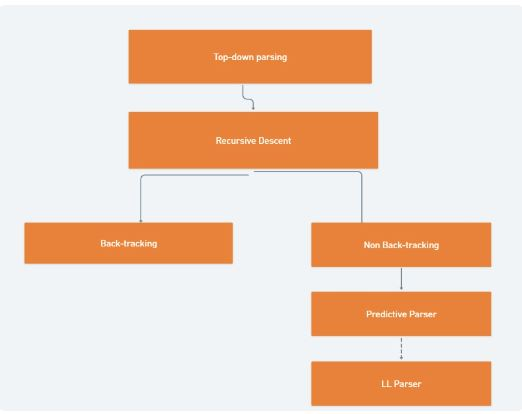 Top-down parsing
Recursive Descent
Back-tracking
Non Back-tracking
Predictive Parser
LL Parser